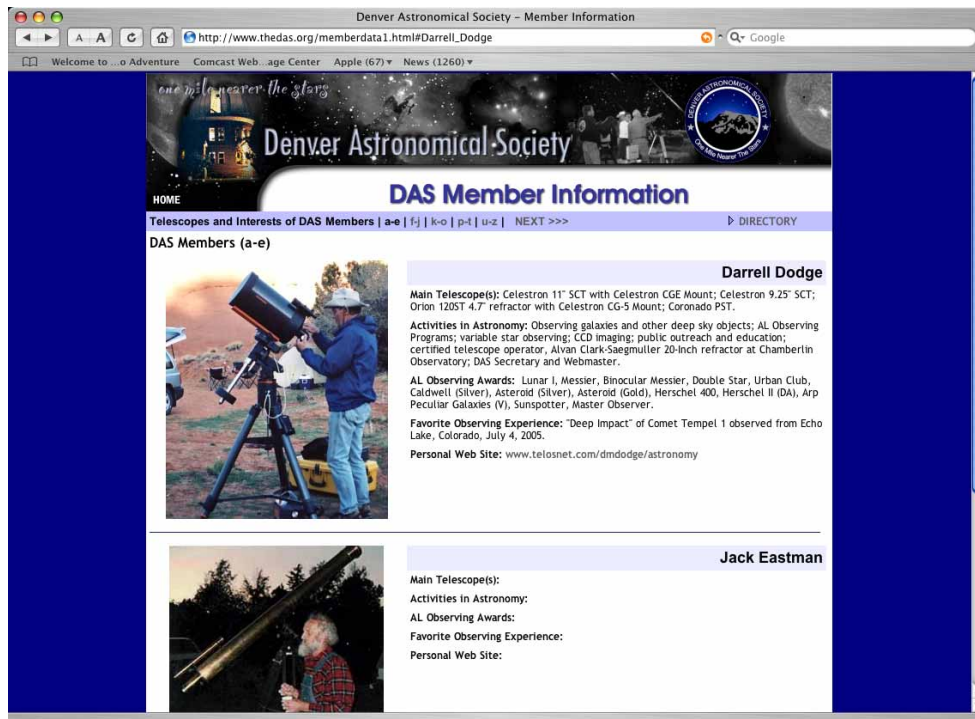 Denver Astronomical Society – Member Information
A A http://www.thedas.org/memberdata1.html#Darrell_Dodge Google
Welcome to ...o Adventure Comcast Web...age Center Apple (67) News (1260)
one mile nearer the stars
Denver Astronomical Society
DENVER ASTRONOMICAL SOCIETY
One Mile Nearer The Stars
HOME
DAS Member Information
Telescopes and Interests of DAS Members | a-e | f-j | k-o | p-t | u-z | NEXT >>> DIRECTORY
DAS Members (a-e)
Darrell Dodge
Main Telescope(s): Celestron 11" SCT with Celestron CGE Mount; Celestron 9.25" SCT;
Orion 120ST 4.7" refractor with Celestron CG-5 Mount; Coronado PST.
Activities in Astronomy: Observing galaxies and other deep sky objects; AL Observing
Programs; variable star observing; CCD imaging; public outreach and education;
certified telescope operator, Alvan Clark-Saegmuller 20-Inch refractor at Chamberlin
Observatory; DAS Secretary and Webmaster.
AL Observing Awards: Lunar I, Messier, Binocular Messier, Double Star, Urban Club,
Caldwell (Silver), Asteroid (Silver), Asteroid (Gold), Herschel 400, Herschel II (DA), Arp
Peculiar Galaxies (V), Sunspotter, Master Observer.
Favorite Observing Experience: "Deep Impact" of Comet Tempel 1 observed from Echo
Lake, Colorado, July 4, 2005.
Personal Web Site: www.telosnet.com/dmdodge/astronomy
Jack Eastman
Main Telescope(s):
Activities in Astronomy:
AL Observing Awards:
Favorite Observing Experience:
Personal Web Site: